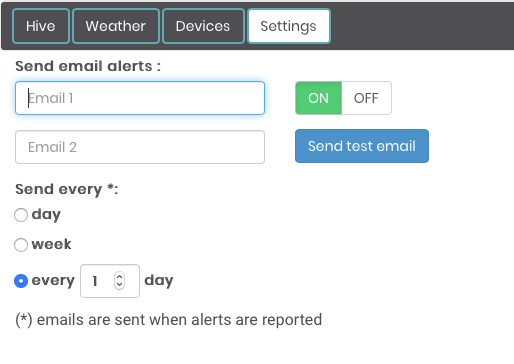 Hive Weather Devices Settings
Send email alerts :
Email 1 ON OFF
Email 2 Send test email
Send every *:
day
week
every 1 day
(*) emails are sent when alerts are reported